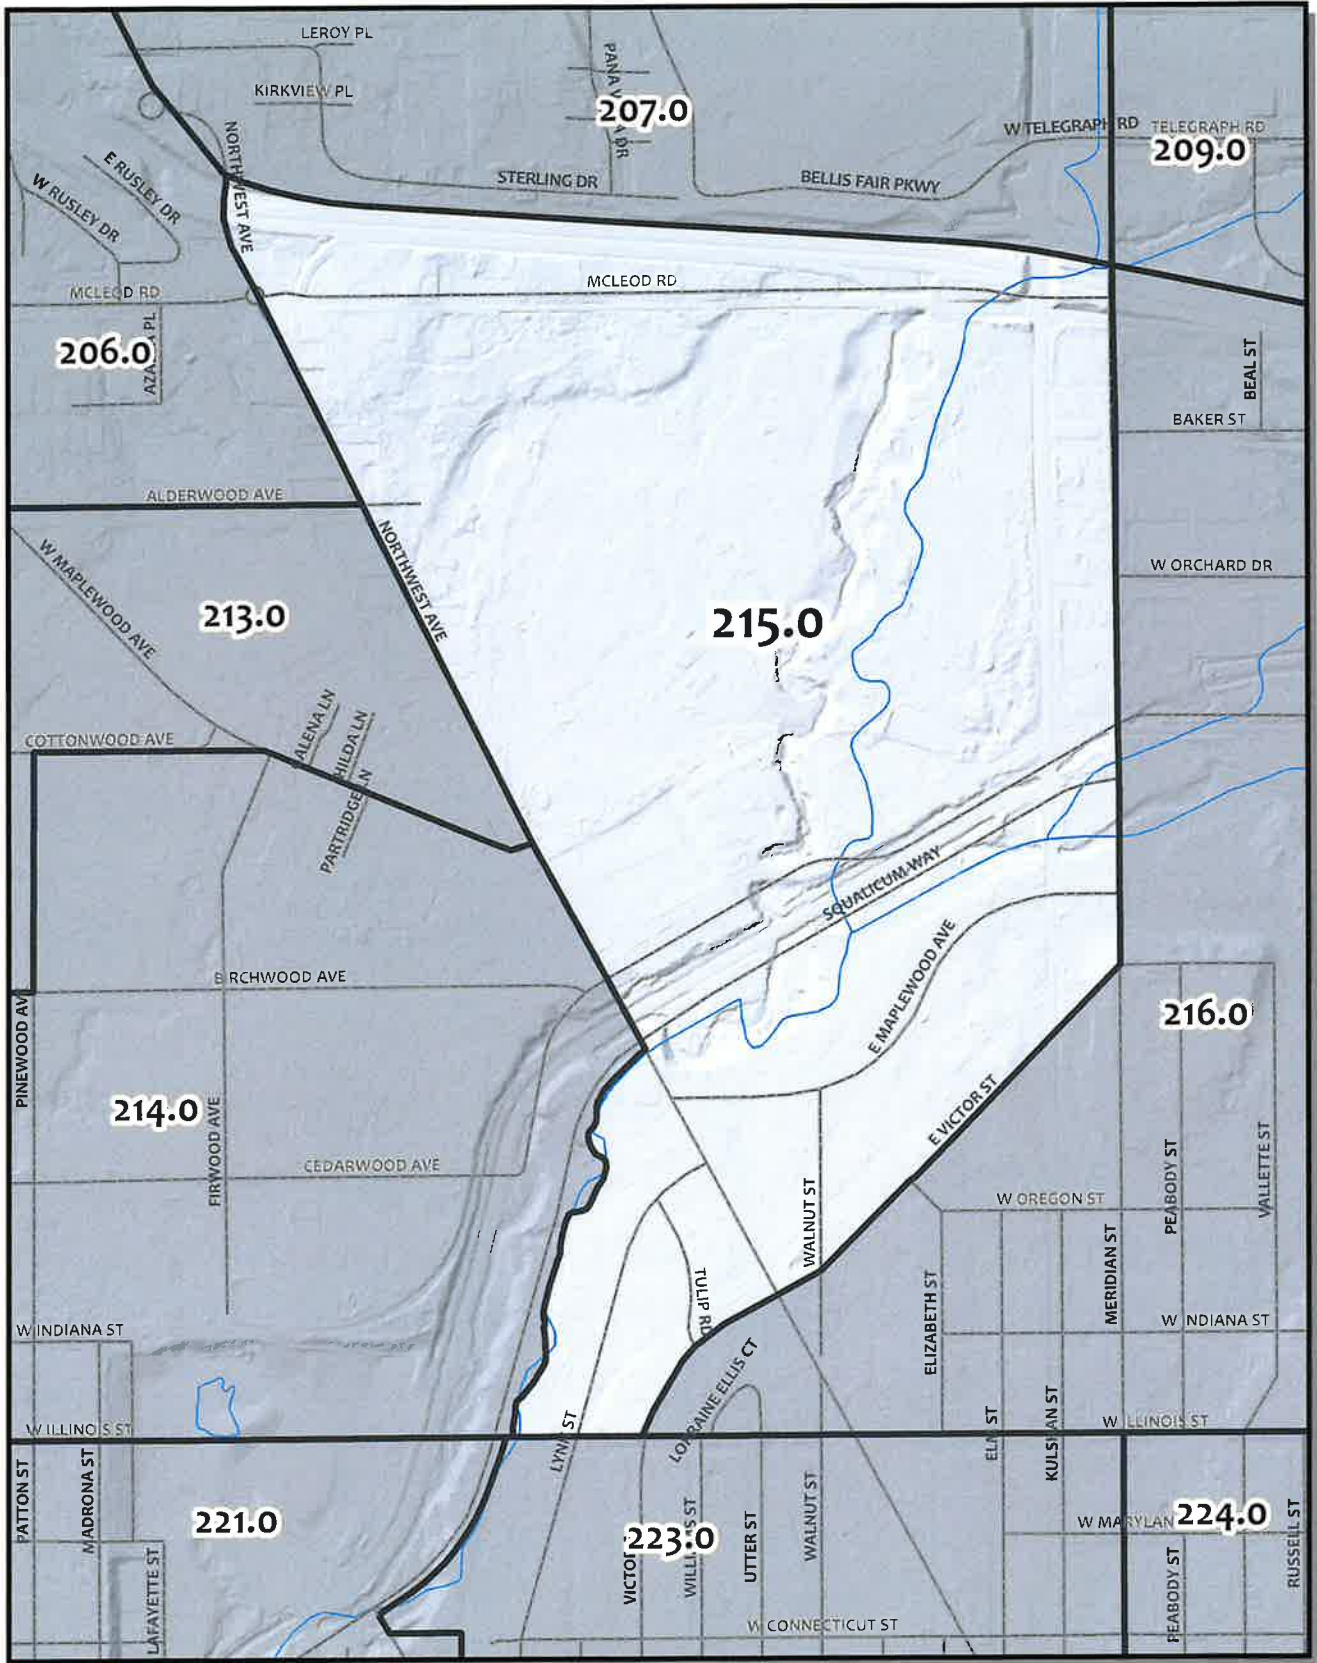 LEROY PL
KIRKVIEW PL
207.0
W TELEGRAPH RD
TELEGRAPH RD
209.0
NORTHWEST AVE
E RUSLEY DR
W RUSLEY DR
STERLING DR
BELLIS FAIR PKWY
MCLEOD RD
MCLEOD RD
206.0
BEAL ST
BAKER ST
ALDERWOOD AVE
NORTHWEST AVE
W MAPLEWOOD AVE
W ORCHARD DR
213.0
215.0
ALENA LN
HILDA LN
COTTONWOOD AVE
PARTRIDGE LN
SQUALICUM WAY
BIRCHWOOD AVE
E MAPLEWOOD AVE
PINEWOOD AV
216.0
214.0
FIRWOOD AVE
E VICTOR ST
CEDARWOOD AVE
WALNUT ST
W OREGON ST
PEABODY ST
VALLETTE ST
TULIP RD
ELIZABETH ST
MERIDIAN ST
W INDIANA ST
W NDIANA ST
LORRAINE ELLIS CT
W ILLINOIS ST
LYNN ST
ELM ST
KULSHAN ST
W ILLINOIS ST
PATTON ST
MADRONA ST
221.0
223.0
UTTER ST
WALNUT ST
224.0
RUSSELL ST
LAFAYETTE ST
PEABODY ST
W CONNECTICUT ST